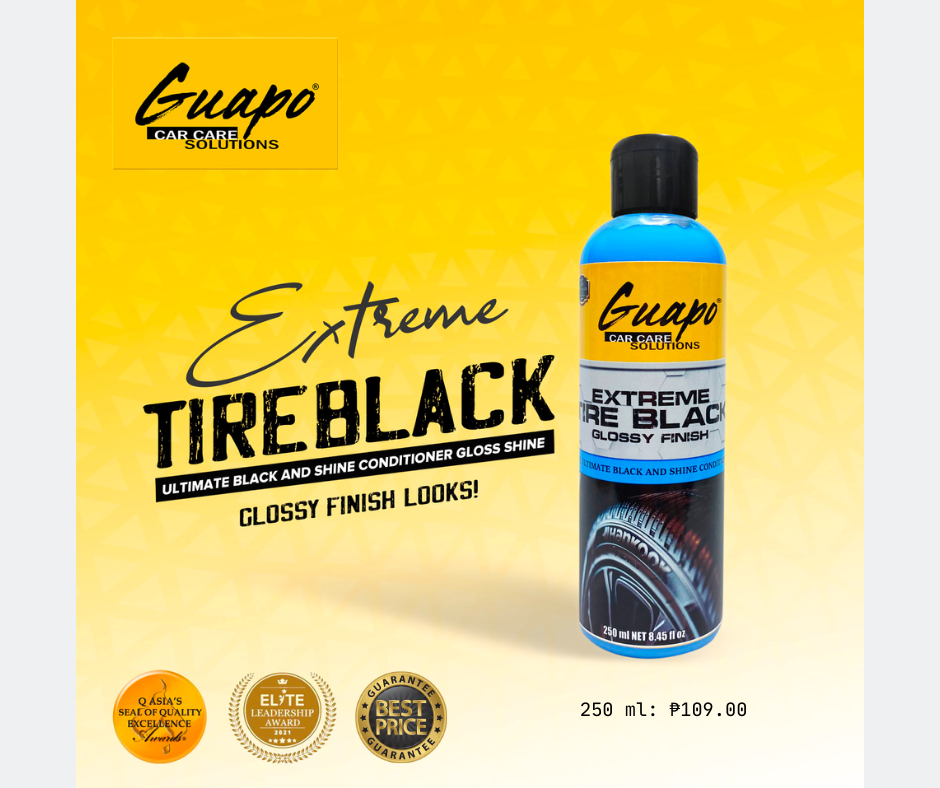 Guapo®
CAR CARE
SOLUTIONS
Extreme
TIREBLACK
ULTIMATE BLACK AND SHINE CONDITIONER GLOSS SHINE
GLOSSY FINISH LOOKS!
Guapo®
CAR CARE
SOLUTIONS
EXTREME
TIRE BLACK
GLOSSY FINISH
ULTIMATE BLACK AND SHINE
HANKOOK
250 ml NET 8.45 fl oz
Q ASIA'S
SEAL OF QUALITY
EXCELLENCE
Awards
ELITE
LEADERSHIP
AWARD
2021
GUARANTEE
BEST
PRICE
GUARANTEE
250 ml: ₱109.00